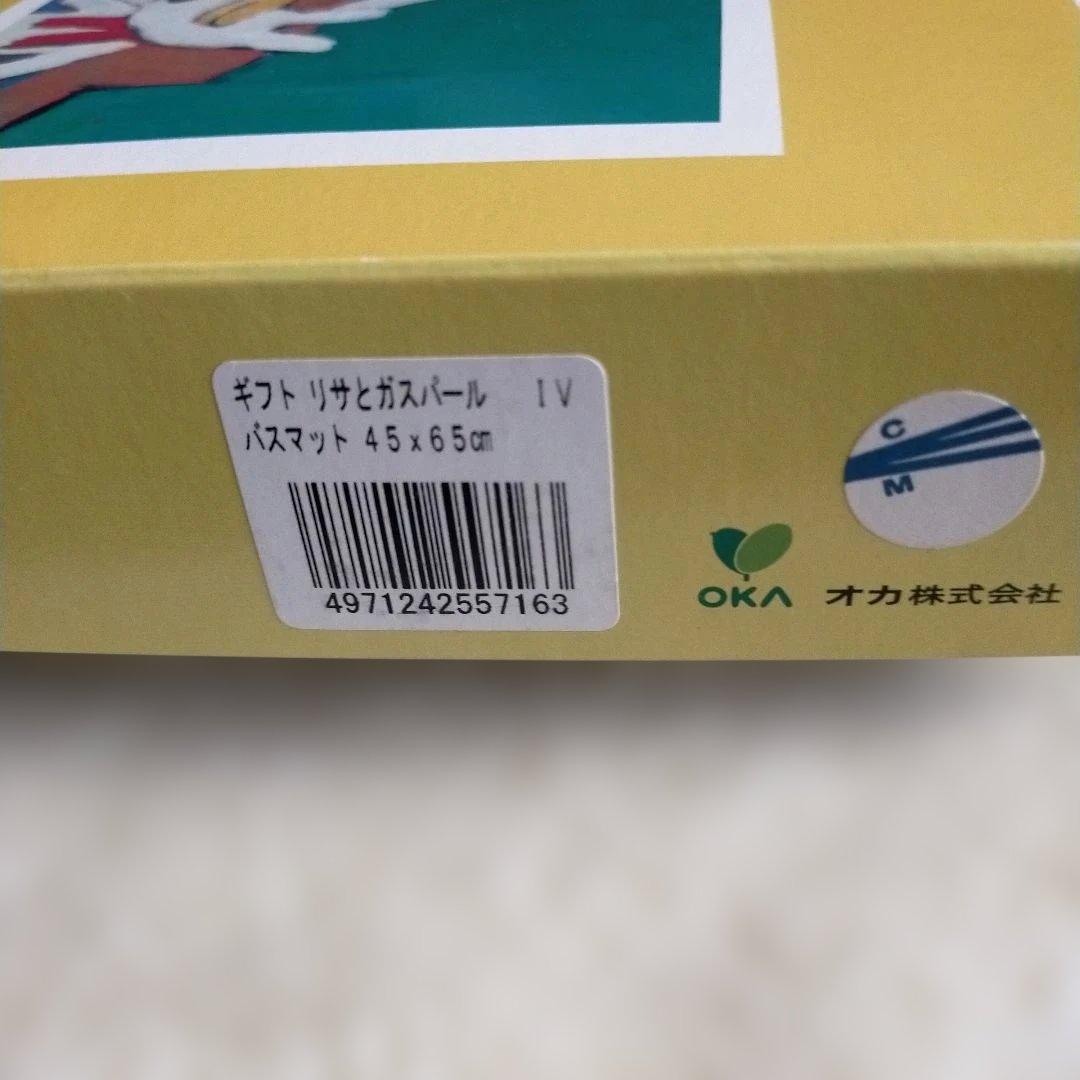 ギフト リサとガスパール IV
バスマット 45x65㎝
4971242557163
C
M
OKA オカ株式会社